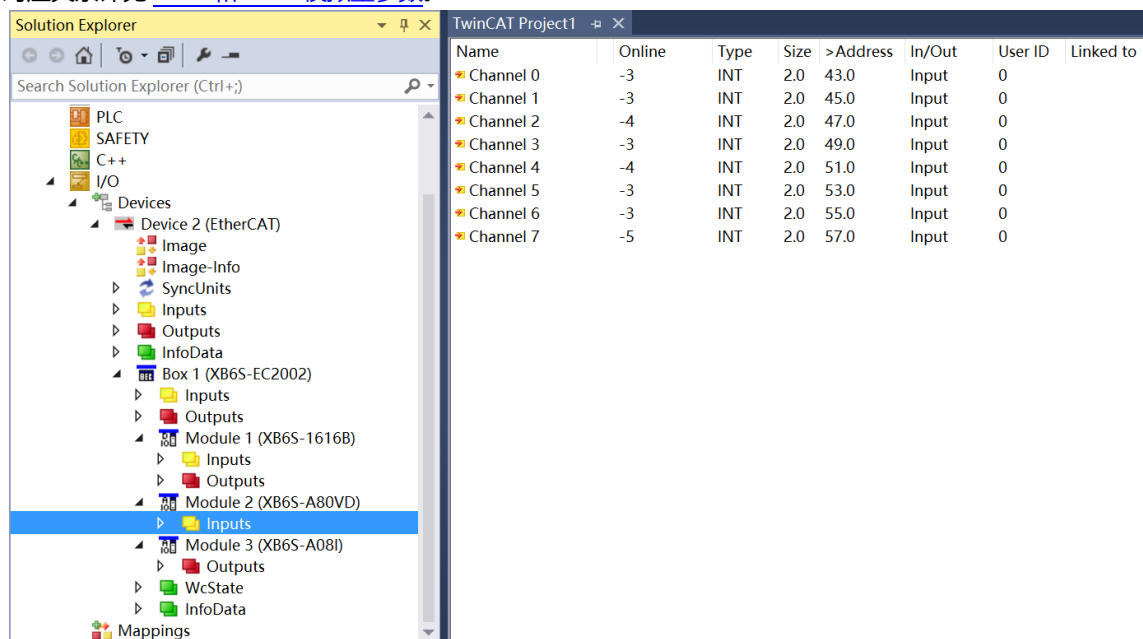 Solution Explorer
Search Solution Explorer (Ctrl+;)
PLC
SAFETY
C++
I/O
Devices
Device 2 (EtherCAT)
Image
Image-Info
SyncUnits
Inputs
Outputs
InfoData
Box 1 (XB6S-EC2002)
Inputs
Outputs
Module 1 (XB6S-1616B)
Inputs
Outputs
Module 2 (XB6S-A80VD)
Inputs
Module 3 (XB6S-A08I)
Outputs
WcState
InfoData
Mappings
TwinCAT Project1
Name Online Type Size >Address In/Out User ID Linked to
Channel 0 -3 INT 2.0 43.0 Input 0
Channel 1 -3 INT 2.0 45.0 Input 0
Channel 2 -4 INT 2.0 47.0 Input 0
Channel 3 -3 INT 2.0 49.0 Input 0
Channel 4 -4 INT 2.0 51.0 Input 0
Channel 5 -3 INT 2.0 53.0 Input 0
Channel 6 -3 INT 2.0 55.0 Input 0
Channel 7 -5 INT 2.0 57.0 Input 0